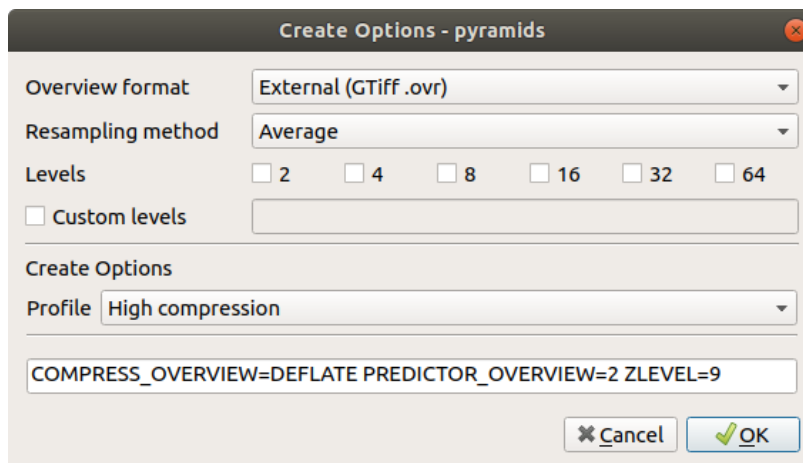 Create Options - pyramids
Overview format External (GTiff .ovr)
Resampling method Average
Levels 2 4 8 16 32 64
Custom levels
Create Options
Profile High compression
COMPRESS_OVERVIEW=DEFLATE PREDICTOR_OVERVIEW=2 ZLEVEL=9
Cancel OK